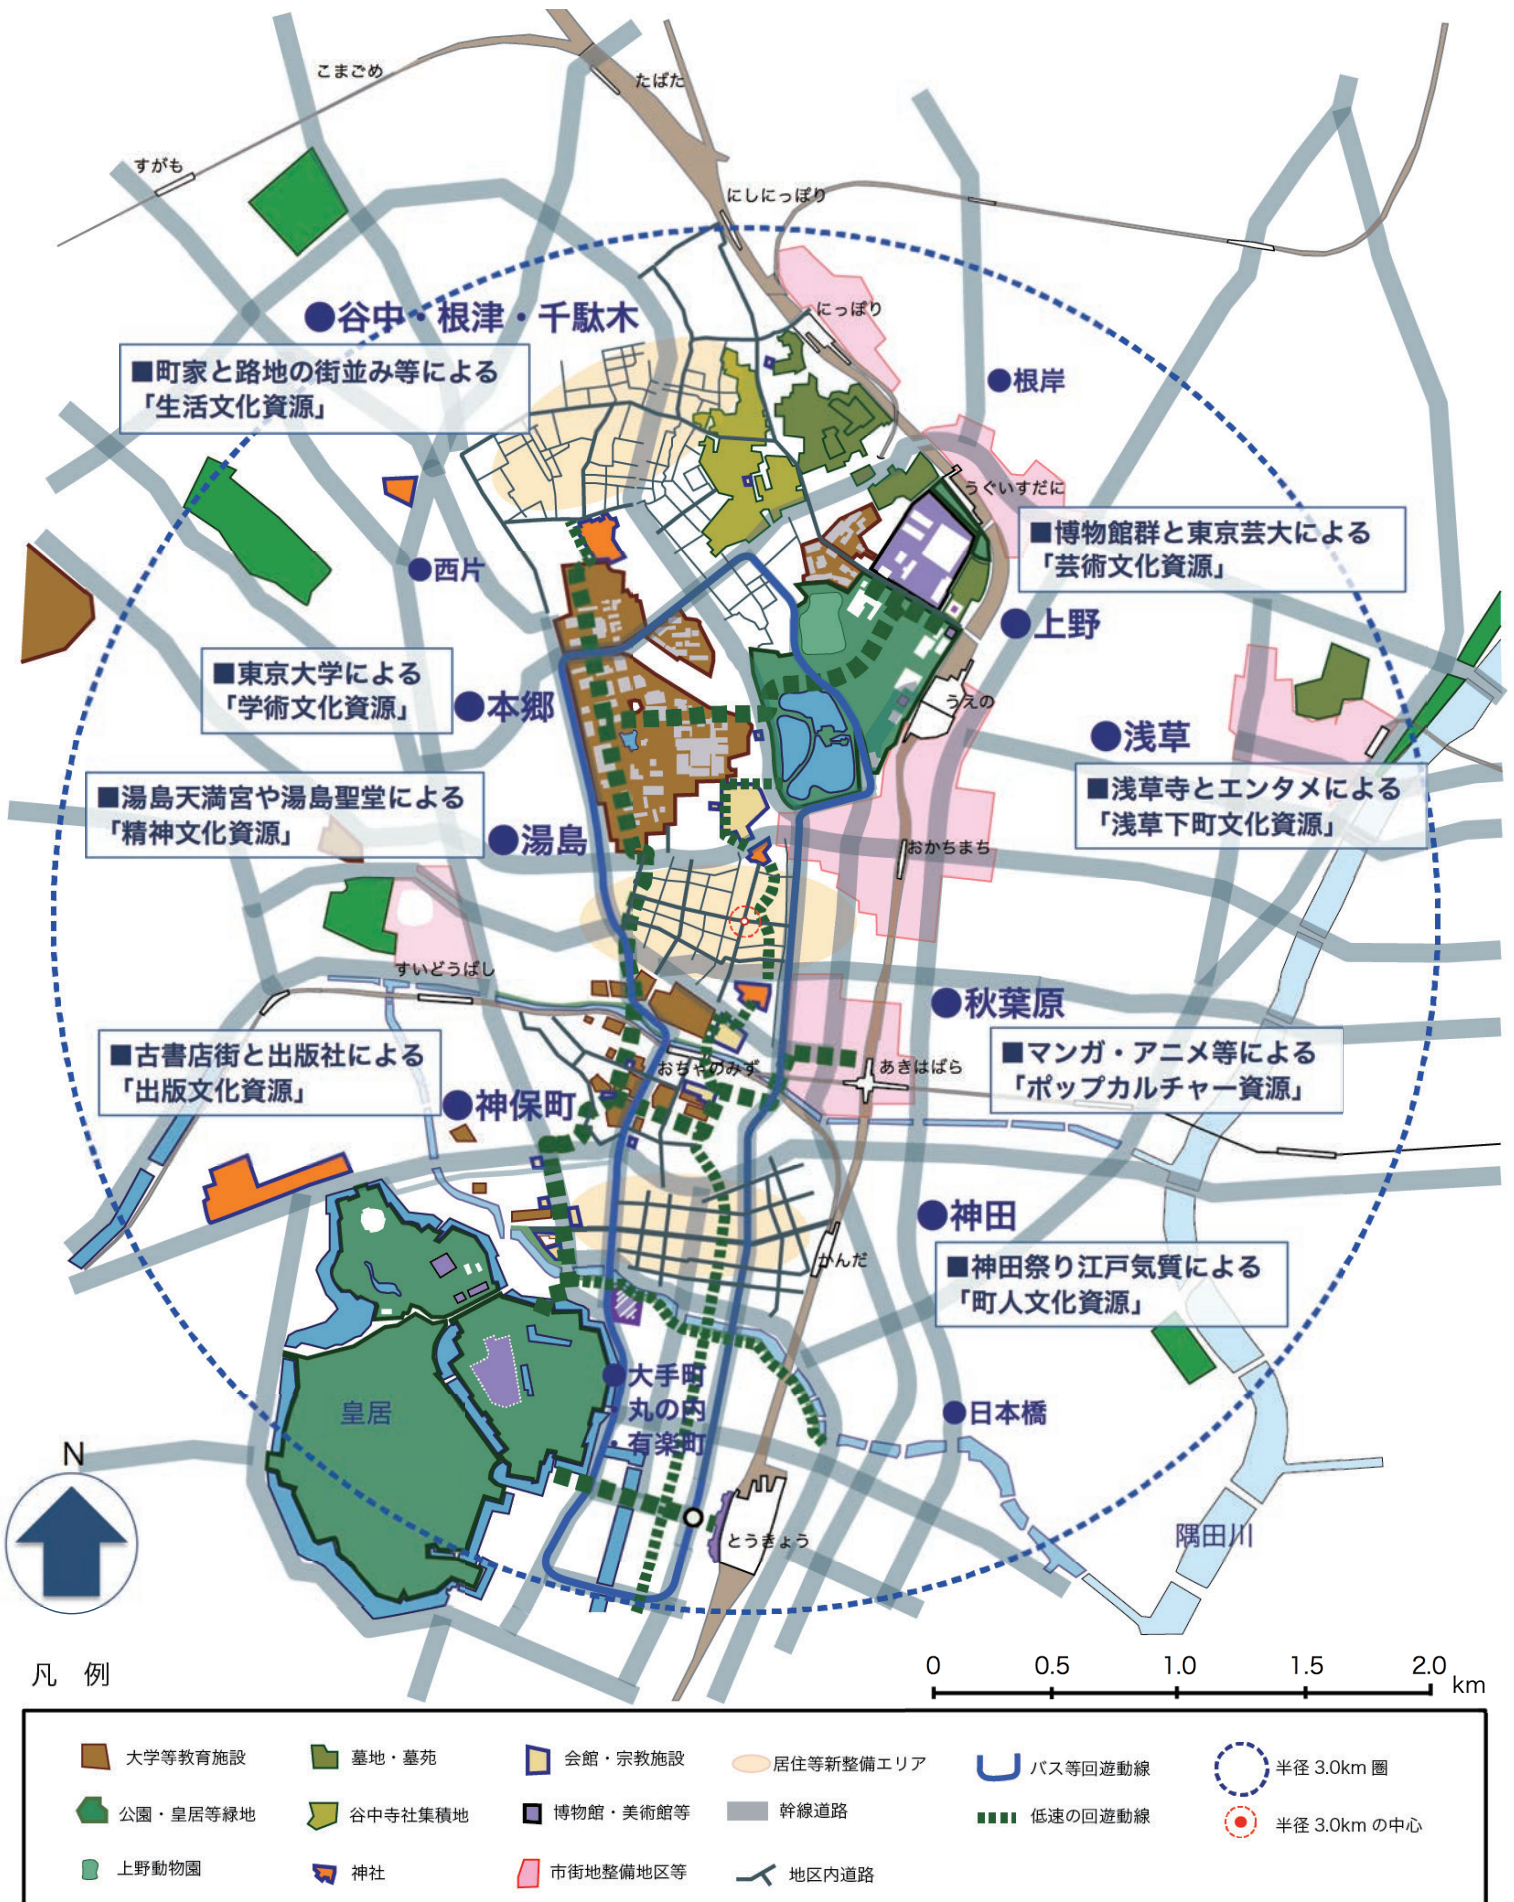 こまごめ
たばた
すがも
にしにっぽり
にっぽり
●谷中・根津・千駄木
■町家と路地の街並み等による
「生活文化資源」
●根岸
うぐいすだに
■博物館群と東京芸大による
「芸術文化資源」
●西片
●上野
■東京大学による
「学術文化資源」
●本郷
うえの
●浅草
■浅草寺とエンタメによる
「浅草下町文化資源」
■湯島天満宮や湯島聖堂による
「精神文化資源」
●湯島
おかちまち
すいどうばし
●秋葉原
■マンガ・アニメ等による
「ポップカルチャー資源」
■古書店街と出版社による
「出版文化資源」
おちゃのみず
あきはばら
●神保町
●神田
■神田祭り江戸気質による
「町人文化資源」
かんだ
●大手町
・丸の内
・有楽町
皇居
●日本橋
N
とうきょう
隅田川
凡 例
0 0.5 1.0 1.5 2.0 km
大学等教育施設
墓地・墓苑
会館・宗教施設
居住等新整備エリア
バス等回遊動線
半径 3.0km 圏
公園・皇居等緑地
谷中寺社集積地
博物館・美術館等
幹線道路
低速の回遊動線
半径 3.0km の中心
上野動物園
神社
市街地整備地区等
地区内道路